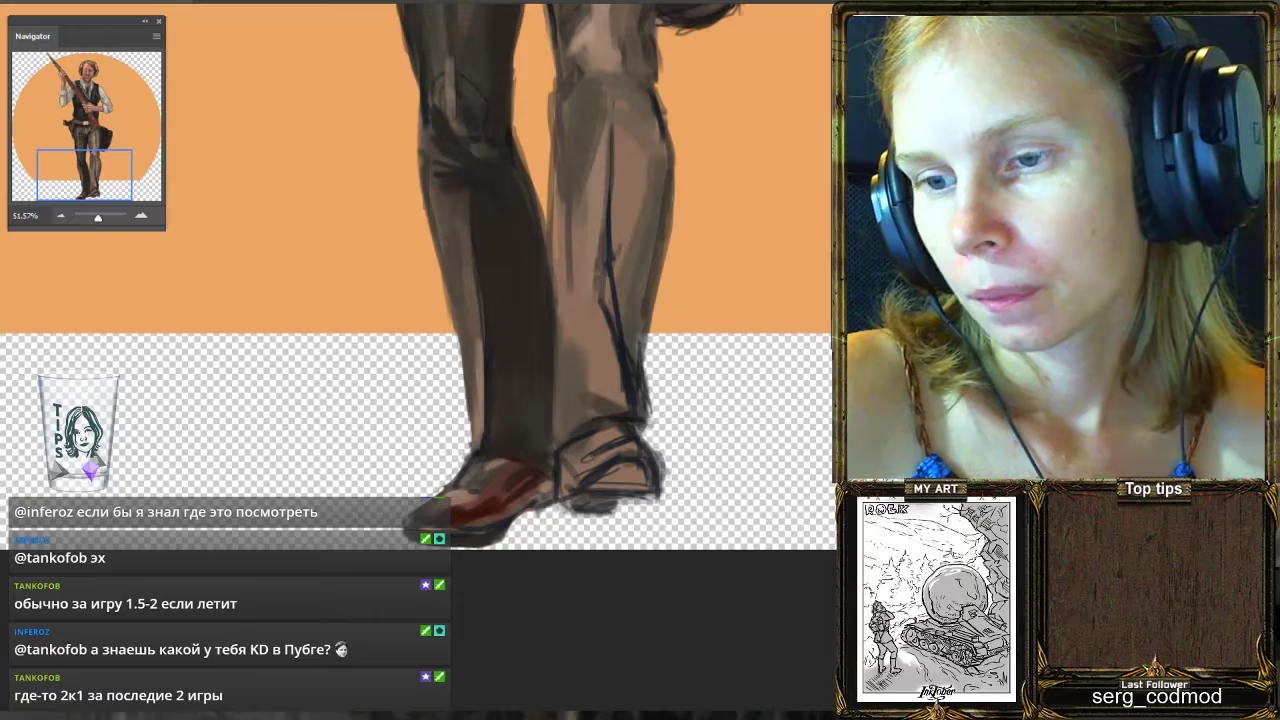 Navigator
51.57%
TIPS
@inferoz если бы я знал где это посмотреть
@tankofob эх
TANKOFOB
обычно за игру 1.5-2 если летит
INFEROZ
@tankofob а знаешь какой у тебя KD в Пубге?
TANKOFOB
где-то 2к1 за последие 2 игры
MY ART
Top tips
ROCK
Inktober
Last Follower
serg_codmod